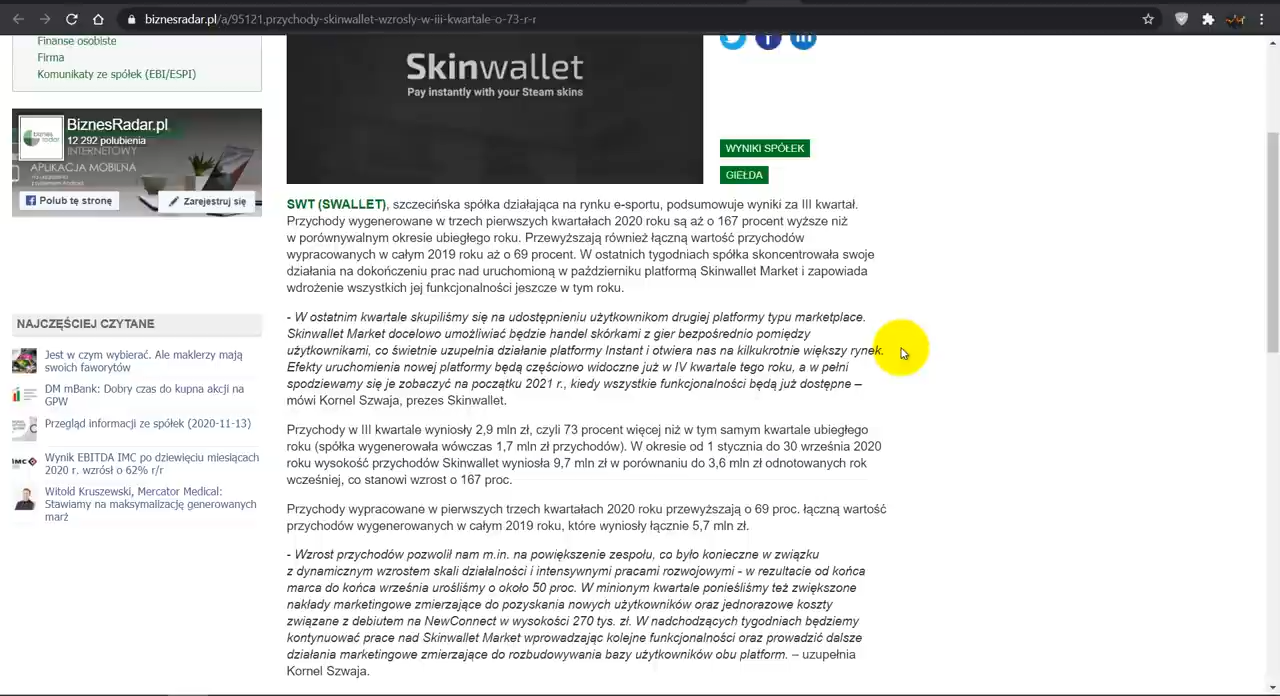 biznesradar.pl/a/95121,przychody-skinwallet-wzrosly-w-iii-kwartale-o-73-r-r
Finanse osobiste
Firma
Komunikaty ze spółek (EBI/ESPI)
BiznesRadar.pl
12 292 polubienia
INTERNETOWY
APLIKACJA MOBILNA
Polub tę stronę
Zarejestruj się
NAJCZĘŚCIEJ CZYTANE
Jest w czym wybierać. Ale maklerzy mają
swoich faworytów
DM mBank: Dobry czas do kupna akcji na
GPW
Przegląd informacji ze spółek (2020-11-13)
Wynik EBITDA IMC po dziewięciu miesiącach
2020 r. wzrósł o 62% r/r
Witold Kruszewski, Mercator Medical:
Stawiamy na maksymalizację generowanych
marż
Skinwallet
Pay instantly with your Steam skins
WYNIKI SPÓŁEK
GIEŁDA
SWT (SWALLET), szczecińska spółka działająca na rynku e-sportu, podsumowuje wyniki za III kwartał.
Przychody wygenerowane w trzech pierwszych kwartałach 2020 roku są aż o 167 procent wyższe niż
w porównywalnym okresie ubiegłego roku. Przewyższają również łączną wartość przychodów
wypracowanych w całym 2019 roku aż o 69 procent. W ostatnich tygodniach spółka skoncentrowała swoje
działania na dokończeniu prac nad uruchomioną w październiku platformą Skinwallet Market i zapowiada
wdrożenie wszystkich jej funkcjonalności jeszcze w tym roku.
- W ostatnim kwartale skupiliśmy się na udostępnieniu użytkownikom drugiej platformy typu marketplace.
Skinwallet Market docelowo umożliwiać będzie handel skórkami z gier bezpośrednio pomiędzy
użytkownikami, co świetnie uzupełnia działanie platformy Instant i otwiera nas na kilkukrotnie większy rynek.
Efekty uruchomienia nowej platformy będą częściowo widoczne już w IV kwartale tego roku, a w pełni
spodziewamy się je zobaczyć na początku 2021 r., kiedy wszystkie funkcjonalności będą już dostępne –
mówi Kornel Szwaja, prezes Skinwallet.
Przychody w III kwartale wyniosły 2,9 mln zł, czyli 73 procent więcej niż w tym samym kwartale ubiegłego
roku (spółka wygenerowała wówczas 1,7 mln zł przychodów). W okresie od 1 stycznia do 30 września 2020
roku wysokość przychodów Skinwallet wyniosła 9,7 mln zł w porównaniu do 3,6 mln zł odnotowanych rok
wcześniej, co stanowi wzrost o 167 proc.
Przychody wypracowane w pierwszych trzech kwartałach 2020 roku przewyższają o 69 proc. łączną wartość
przychodów wygenerowanych w całym 2019 roku, które wyniosły łącznie 5,7 mln zł.
- Wzrost przychodów pozwolił nam m.in. na powiększenie zespołu, co było konieczne w związku
z dynamicznym wzrostem skali działalności i intensywnymi pracami rozwojowymi - w rezultacie od końca
marca do końca września urośliśmy o około 50 proc. W minionym kwartale ponieśliśmy też zwiększone
nakłady marketingowe zmierzające do pozyskania nowych użytkowników oraz jednorazowe koszty
związane z debiutem na NewConnect w wysokości 270 tys. zł. W nadchodzących tygodniach będziemy
kontynuować prace nad Skinwallet Market wprowadzając kolejne funkcjonalności oraz prowadzić dalsze
działania marketingowe zmierzające do rozbudowywania bazy użytkowników obu platform. – uzupełnia
Kornel Szwaja.